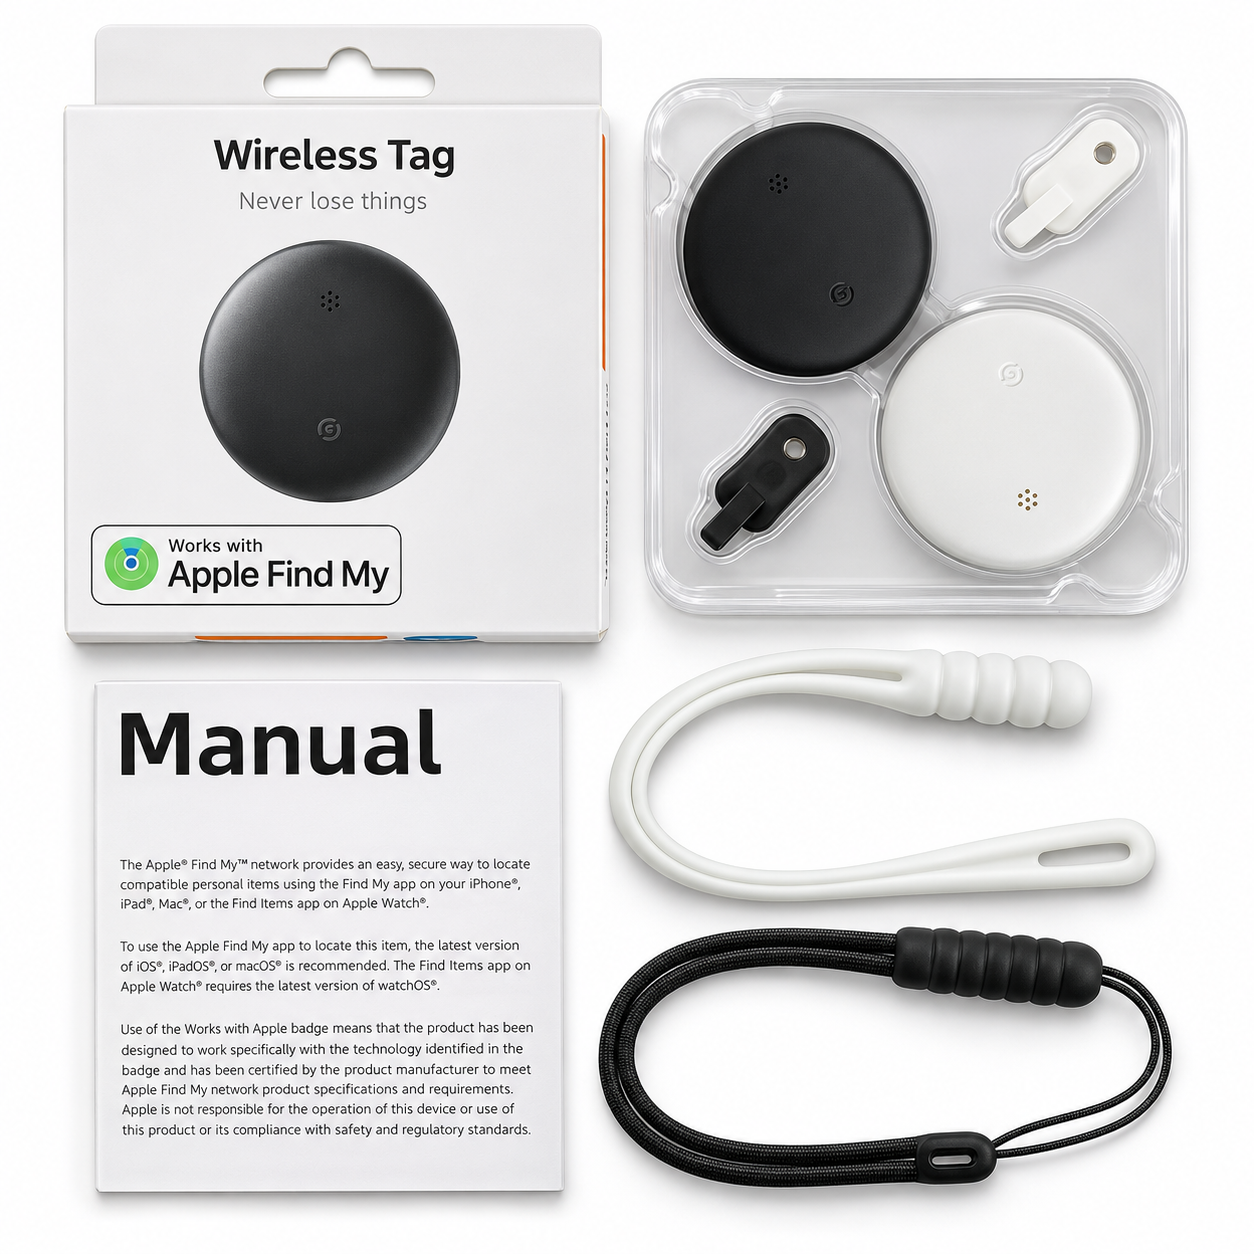 Wireless Tag
Never lose things
Works with
Apple Find My
Manual
The Apple® Find My™ network provides an easy, secure way to locate
compatible personal items using the Find My app on your iPhone®,
iPad®, Mac®, or the Find Items app on Apple Watch®.
To use the Apple Find My app to locate this item, the latest version
of iOS®, iPadOS®, or macOS® is recommended. The Find Items app on
Apple Watch® requires the latest version of watchOS®.
Use of the Works with Apple badge means that the product has been
designed to work specifically with the technology identified in the
badge and has been certified by the product manufacturer to meet
Apple Find My network product specifications and requirements.
Apple is not responsible for the operation of this device or use of
this product or its compliance with safety and regulatory standards.